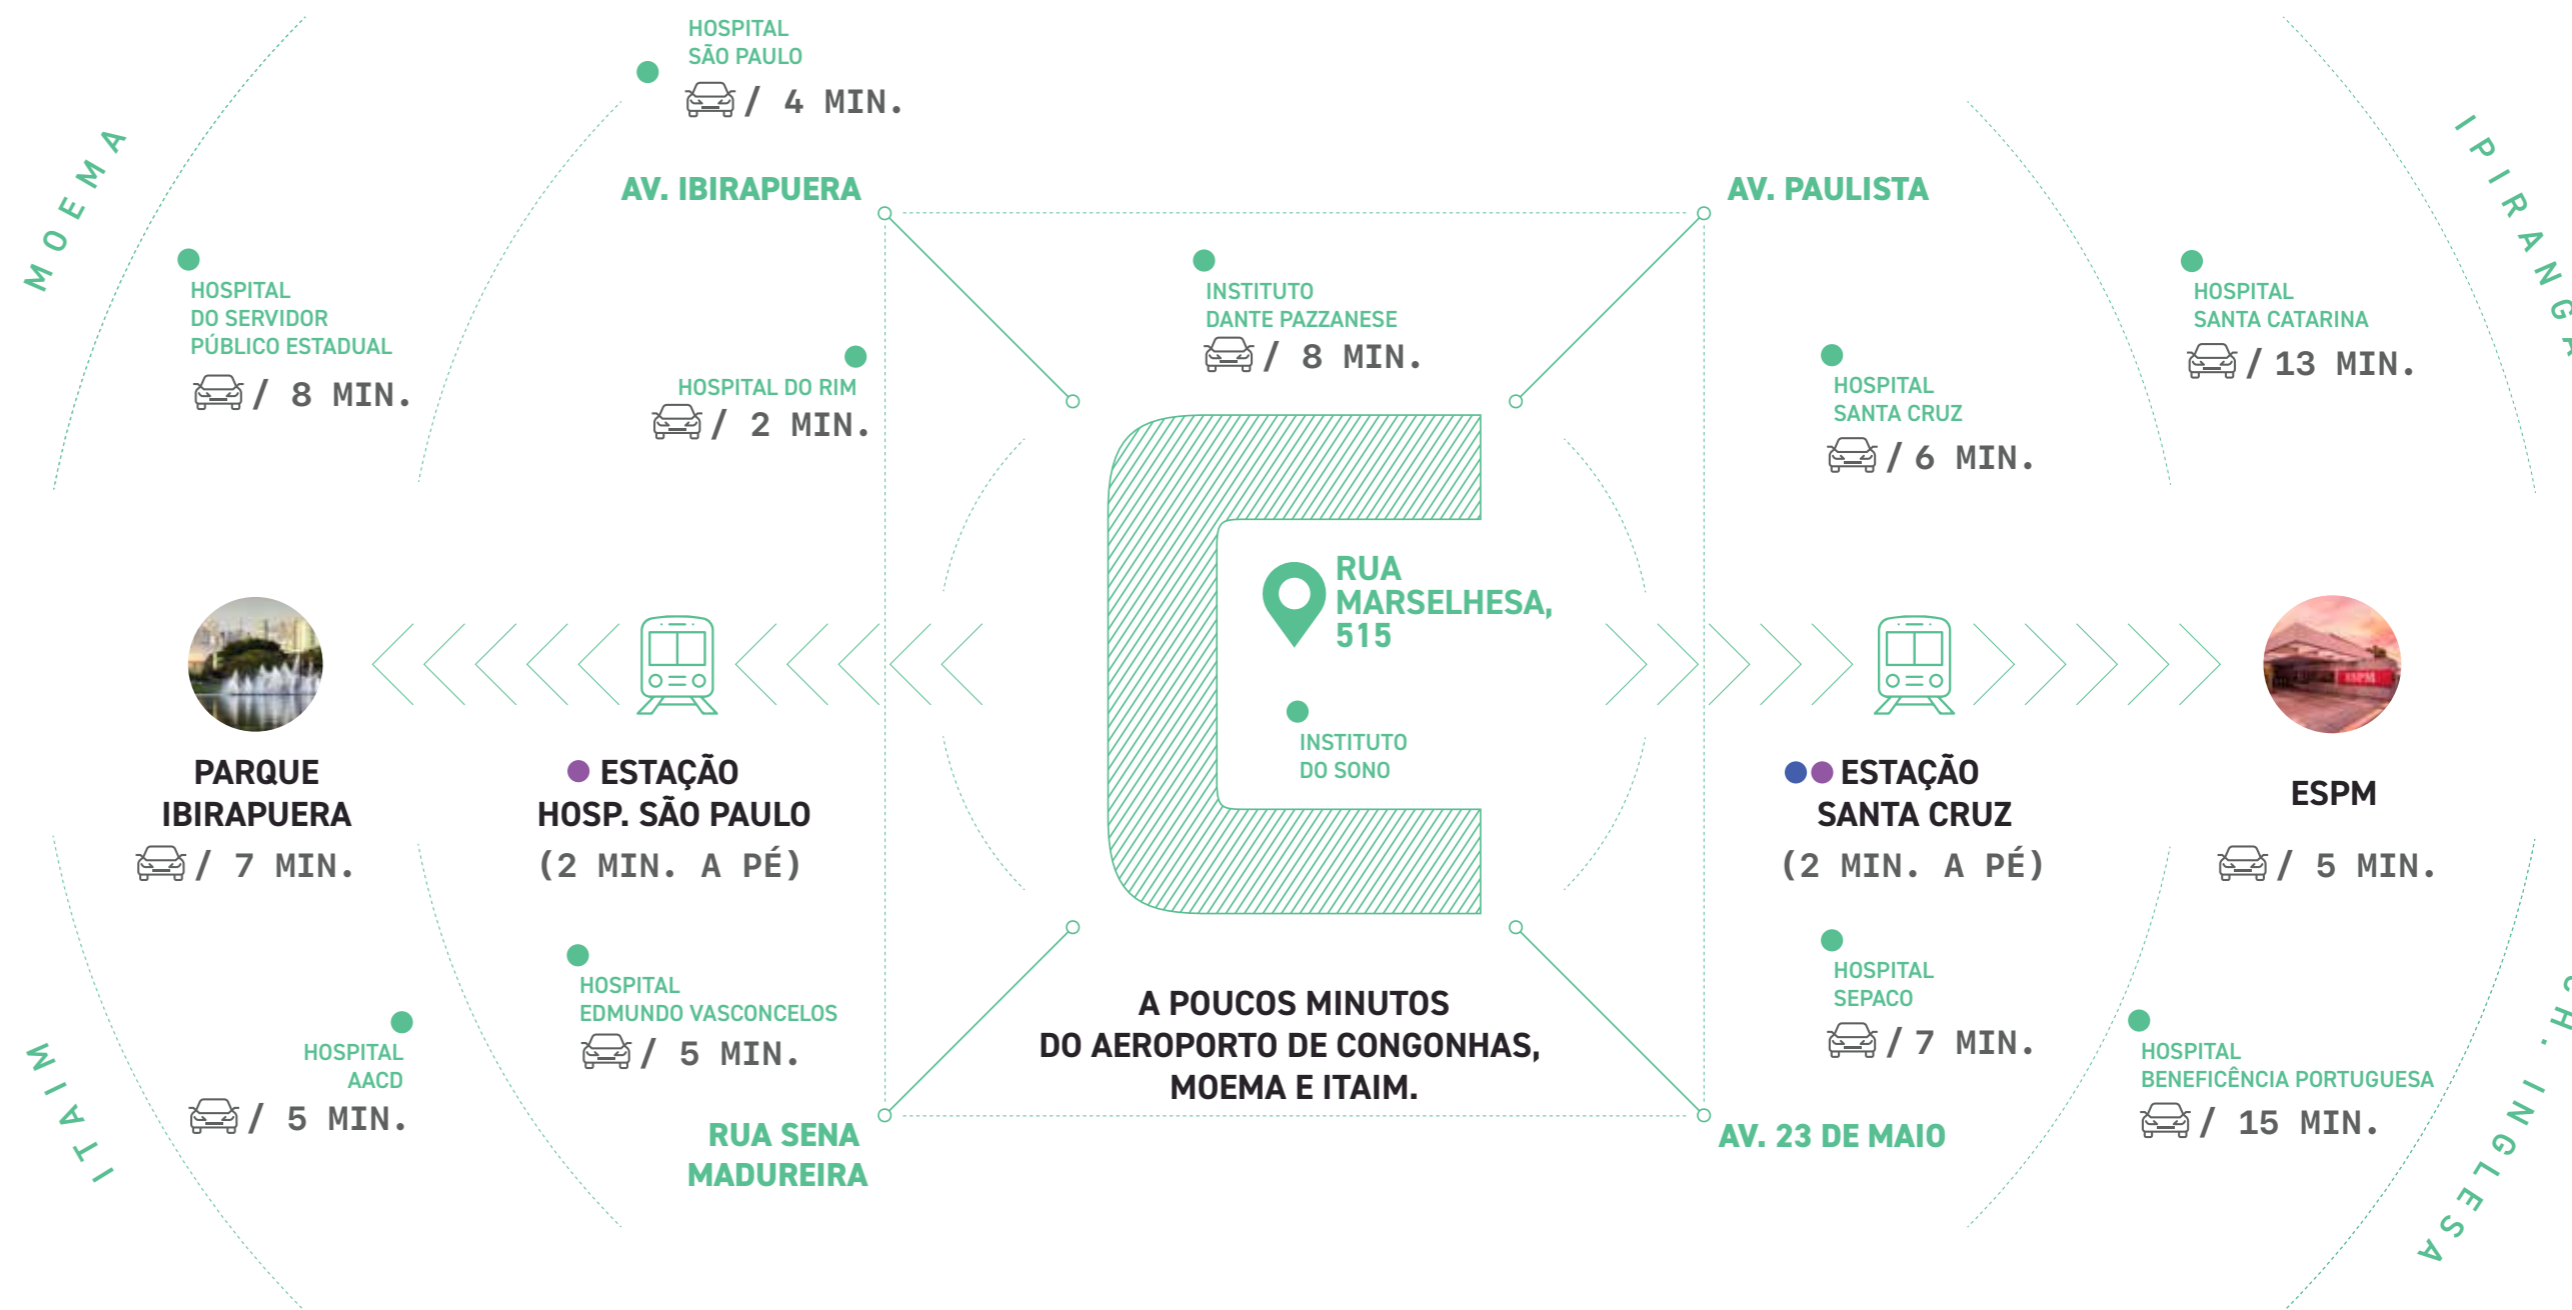 HOSPITAL
SÃO PAULO
/ 4 MIN.
MOEMA
IPIRANGA
AV. IBIRAPUERA
AV. PAULISTA
HOSPITAL
DO SERVIDOR
PÚBLICO ESTADUAL
/ 8 MIN.
HOSPITAL DO RIM
/ 2 MIN.
INSTITUTO
DANTE PAZZANESE
/ 8 MIN.
HOSPITAL
SANTA CRUZ
/ 6 MIN.
HOSPITAL
SANTA CATARINA
/ 13 MIN.
RUA
MARSELHESA,
515
INSTITUTO
DO SONO
PARQUE
IBIRAPUERA
/ 7 MIN.
ESTAÇÃO
HOSP. SÃO PAULO
(2 MIN. A PÉ)
ESTAÇÃO
SANTA CRUZ
(2 MIN. A PÉ)
ESPM
ESPM
/ 5 MIN.
HOSPITAL
AACD
/ 5 MIN.
HOSPITAL
EDMUNDO VASCONCELOS
/ 5 MIN.
A POUCOS MINUTOS
DO AEROPORTO DE CONGONHAS,
MOEMA E ITAIM.
HOSPITAL
SEPACO
/ 7 MIN.
HOSPITAL
BENEFICÊNCIA PORTUGUESA
/ 15 MIN.
ITAIM
RUA SENA
MADUREIRA
AV. 23 DE MAIO
CH. INGLESA